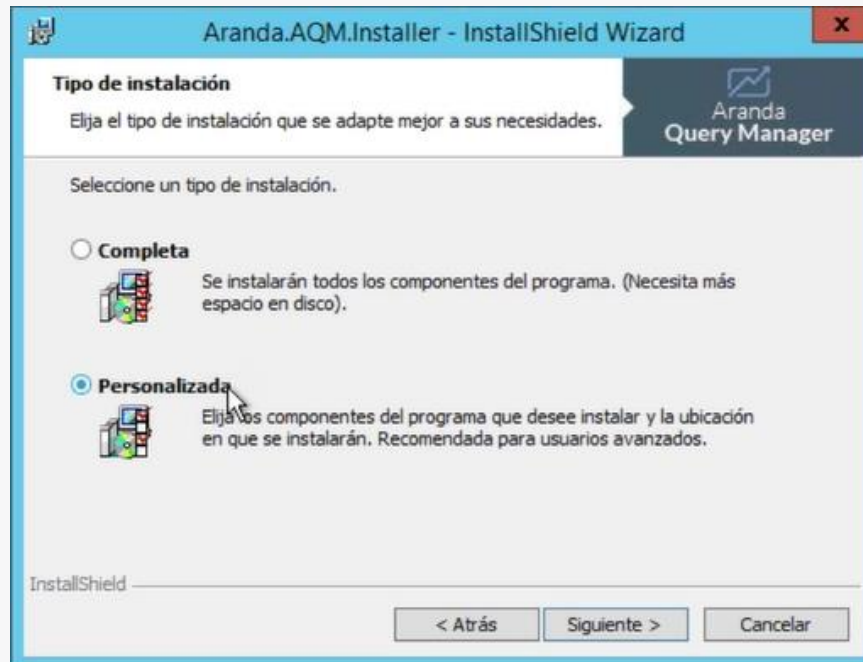 Aranda.AQM.Installer - InstallShield Wizard
x
Tipo de instalación
Elija el tipo de instalación que se adapte mejor a sus necesidades.
Aranda
Query Manager
Seleccione un tipo de instalación.
Completa
Se instalarán todos los componentes del programa. (Necesita más
espacio en disco).
Personalizada
Elija los componentes del programa que desee instalar y la ubicación
en que se instalarán. Recomendada para usuarios avanzados.
InstallShield
< Atrás
Siguiente >
Cancelar